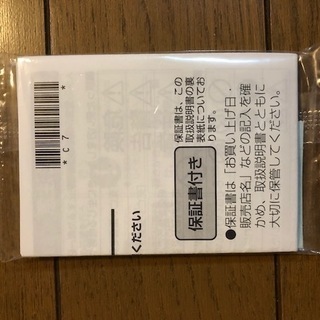 保証書は、この
取扱説明書の裏
表紙についてお
ります。
保証書付き
●保証書は「お買い上げ日・
販売店名」などの記入を確
かめ、取扱説明書とともに
大切に保管してください。
ください
*c7*